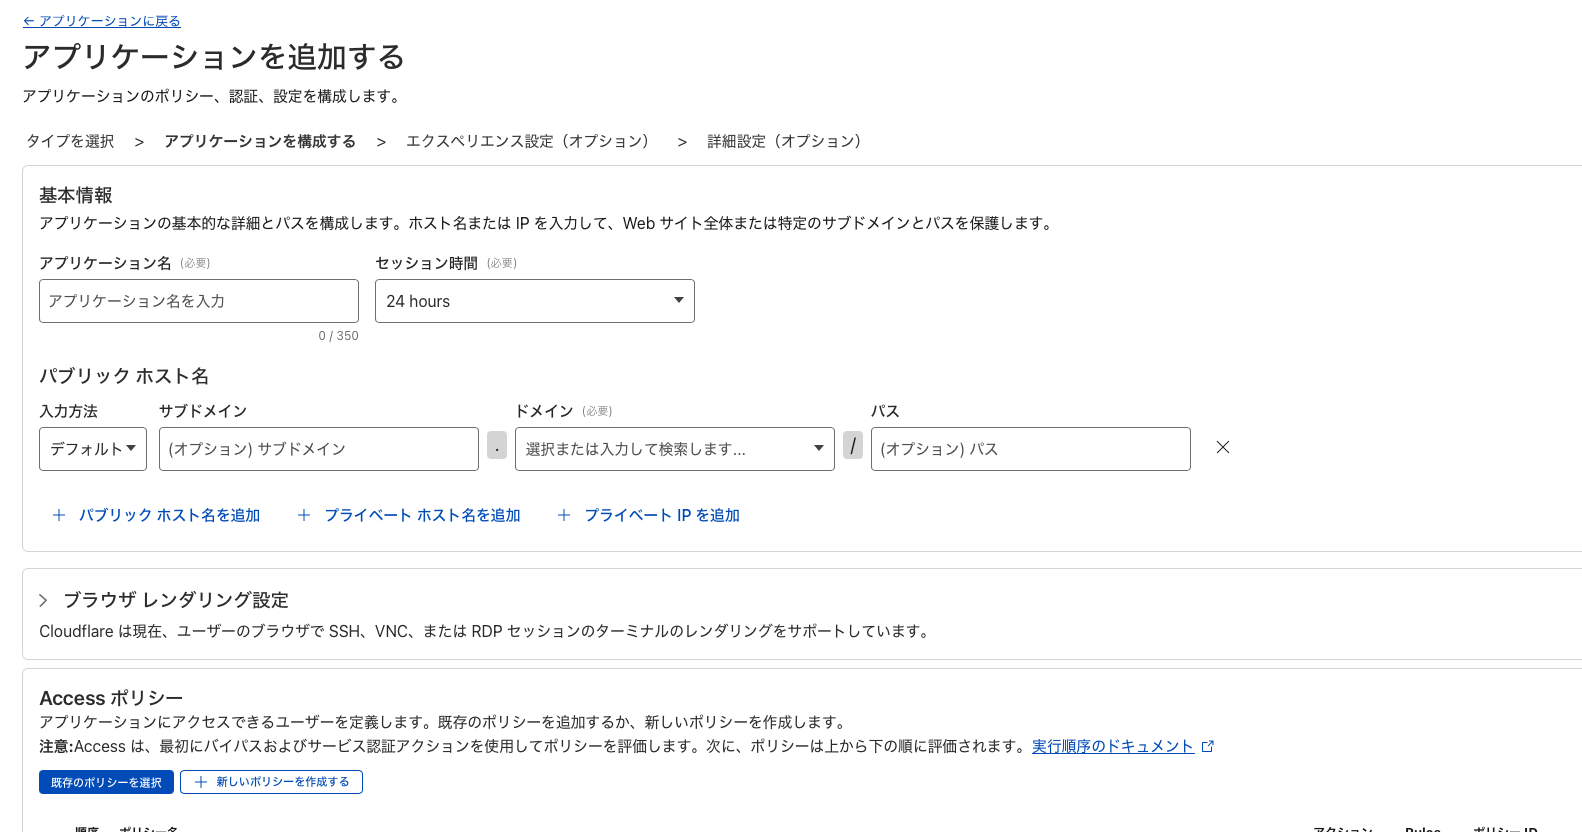 ← アプリケーションに戻る
アプリケーションを追加する
アプリケーションのポリシー、認証、設定を構成します。
タイプを選択 > アプリケーションを構成する > エクスペリエンス設定（オプション） > 詳細設定（オプション）
基本情報
アプリケーションの基本的な詳細とパスを構成します。ホスト名または IP を入力して、Web サイト全体または特定のサブドメインとパスを保護します。
アプリケーション名 (必要) セッション時間 (必要)
アプリケーション名を入力 24 hours
0 / 350
パブリック ホスト名
入力方法 サブドメイン ドメイン (必要) パス
デフォルト (オプション) サブドメイン . 選択または入力して検索します... / (オプション) パス
パブリック ホスト名を追加 プライベート ホスト名を追加 プライベート IP を追加
ブラウザ レンダリング設定
Cloudflare は現在、ユーザーのブラウザで SSH、VNC、または RDP セッションのターミナルのレンダリングをサポートしています。
Access ポリシー
アプリケーションにアクセスできるユーザーを定義します。既存のポリシーを追加するか、新しいポリシーを作成します。
注意:Access は、最初にバイパスおよびサービス認証アクションを使用してポリシーを評価します。次に、ポリシーは上から下の順に評価されます。実行順序のドキュメント
既存のポリシーを選択 新しいポリシーを作成する
順序 ポリシー名 アクション Rules ポリシー ID